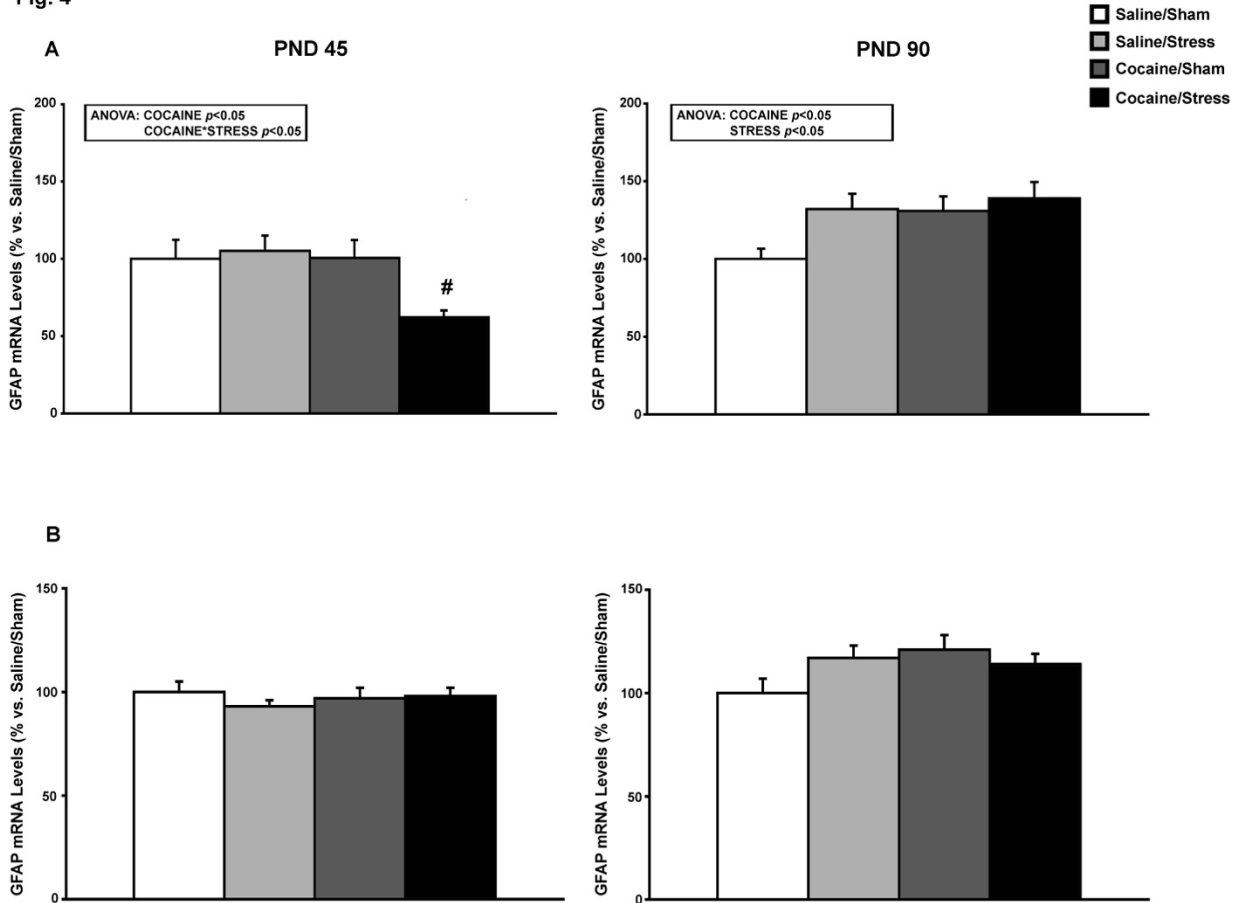 Fig. 4
Saline/Sham
Saline/Stress
Cocaine/Sham
Cocaine/Stress
A
PND 45
PND 90
GFAP mRNA Levels (% vs. Saline/Sham)
200
150
100
50
0
ANOVA: COCAINE p<0.05
COCAINE*STRESS p<0.05
#
GFAP mRNA Levels (% vs. Saline/Sham)
200
150
100
50
0
ANOVA: COCAINE p<0.05
STRESS p<0.05
B
GFAP mRNA Levels (% vs. Saline/Sham)
150
100
50
0
GFAP mRNA Levels (% vs. Saline/Sham)
150
100
50
0